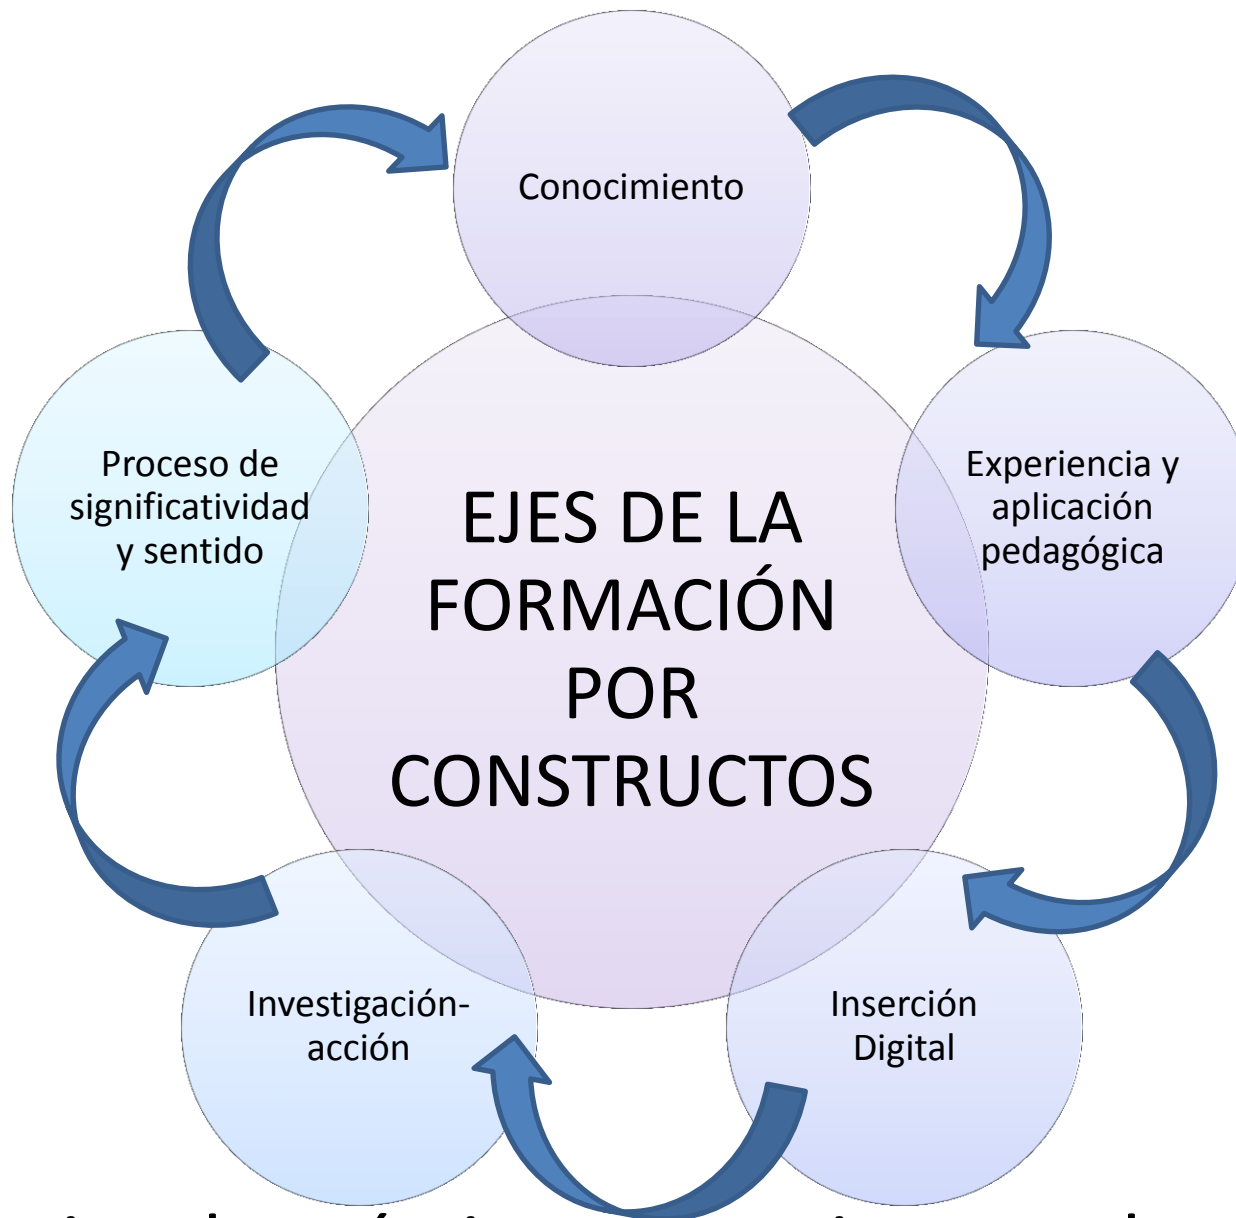 Conocimiento
Experiencia y
aplicación
pedagógica
Inserción
Digital
Investigación-
acción
Proceso de
significatividad
y sentido
EJES DE LA
FORMACIÓN
POR
CONSTRUCTOS